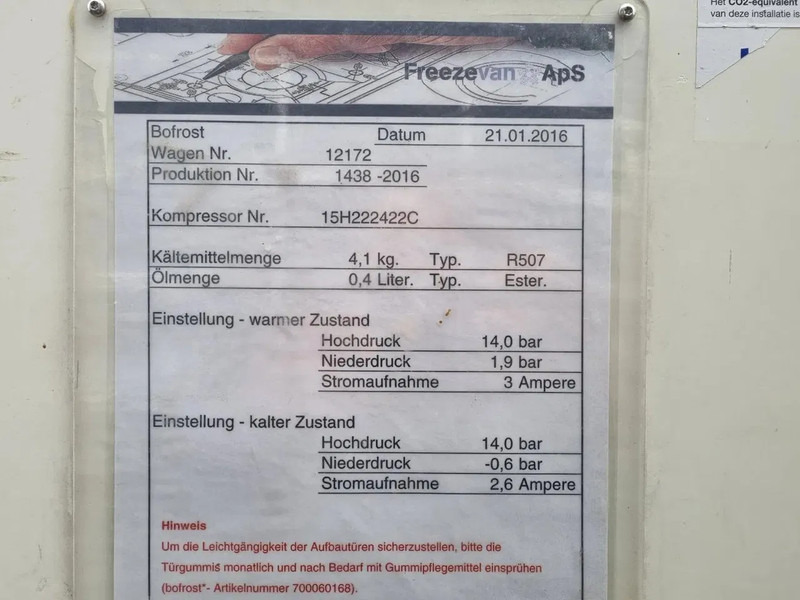 Het CO2-equivalent
van deze installatie is
Freezevan ApS
Bofrost Datum 21.01.2016
Wagen Nr. 12172
Produktion Nr. 1438 -2016
Kompressor Nr. 15H222422C
Kältemittelmenge 4,1 kg. Typ. R507
Ölmenge 0,4 Liter. Typ. Ester.
Einstellung - warmer Zustand
Hochdruck 14,0 bar
Niederdruck 1,9 bar
Stromaufnahme 3 Ampere
Einstellung - kalter Zustand
Hochdruck 14,0 bar
Niederdruck -0,6 bar
Stromaufnahme 2,6 Ampere
Hinweis
Um die Leichtgängigkeit der Aufbautüren sicherzustellen, bitte die
Türgummis monatlich und nach Bedarf mit Gummipflegemittel einsprühen
(bofrost*- Artikelnummer 700060168).